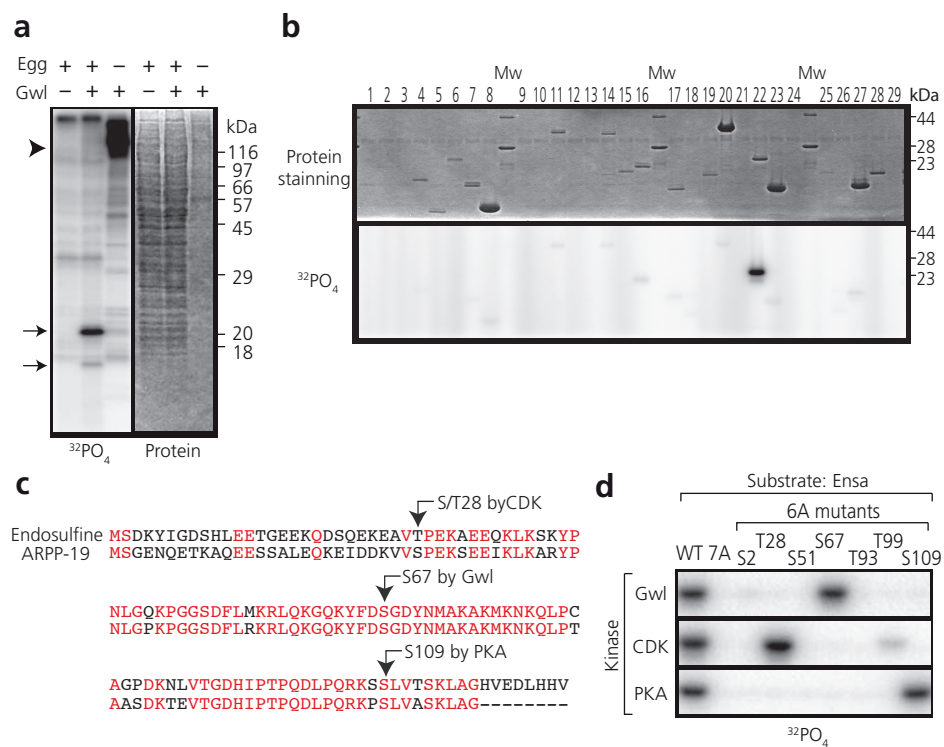 a
Egg + + − + + −
Gwl − + + − + +
kDa
116
97
66
57
45
29
20
18
³²PO₄ Protein
b
Mw Mw Mw
1 2 3 4 5 6 7 8 9 10 11 12 13 14 15 16 17 18 19 20 21 22 23 24 25 26 27 28 29 kDa
Protein
stainning
44
28
23
³²PO₄
44
28
23
c
S/T28 byCDK
Endosulfine MSDKYIGDSHLEETGEEKQDSQEKEAVTPEKAEEQKLKSKYP
ARPP-19 MSGENQETKAQEESSALEQKEIDDKVVSPEKSEEIKLKARYP
S67 by Gwl
NLGQKPGGSDFLMKRLQKGQKYFDSGDYNMAKAKMKNKQLPC
NLGPKPGGSDFLRKRLQKGQKYFDSGDYNMAKAKMKNKQLPT
S109 by PKA
AGPDKNLVTGDHIPTPQDLPQRKSSLVTSKLAGHVEDLHHV
AASDKTEVTGDHIPTPQDLPQRKPSLVASKLAG--------
d
Substrate: Ensa
6A mutants
T28 S67 T99
WT 7A S2 S51 T93 S109
Kinase
Gwl
CDK
PKA
³²PO₄